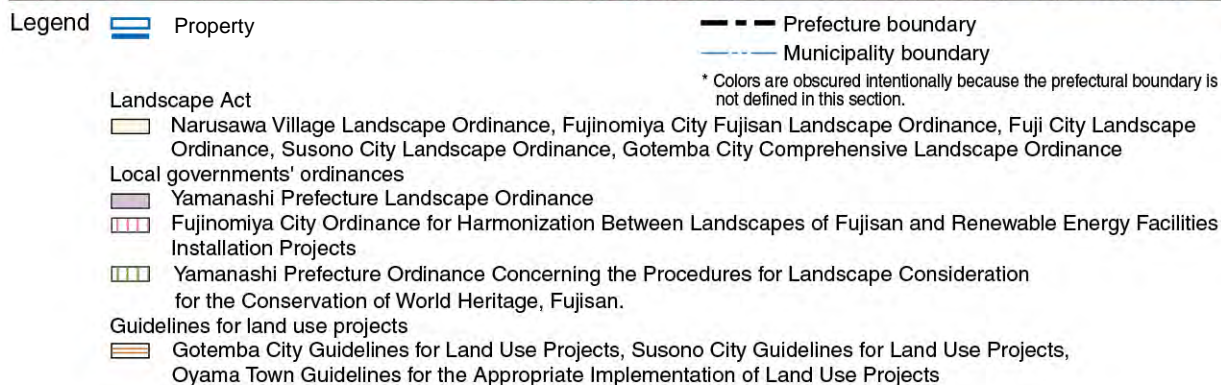 Legend
Property
Prefecture boundary
Municipality boundary
* Colors are obscured intentionally because the prefectural boundary is
not defined in this section.
Landscape Act
Narusawa Village Landscape Ordinance, Fujinomiya City Fujisan Landscape Ordinance, Fuji City Landscape
Ordinance, Susono City Landscape Ordinance, Gotemba City Comprehensive Landscape Ordinance
Local governments' ordinances
Yamanashi Prefecture Landscape Ordinance
Fujinomiya City Ordinance for Harmonization Between Landscapes of Fujisan and Renewable Energy Facilities
Installation Projects
Yamanashi Prefecture Ordinance Concerning the Procedures for Landscape Consideration
for the Conservation of World Heritage, Fujisan.
Guidelines for land use projects
Gotemba City Guidelines for Land Use Projects, Susono City Guidelines for Land Use Projects,
Oyama Town Guidelines for the Appropriate Implementation of Land Use Projects